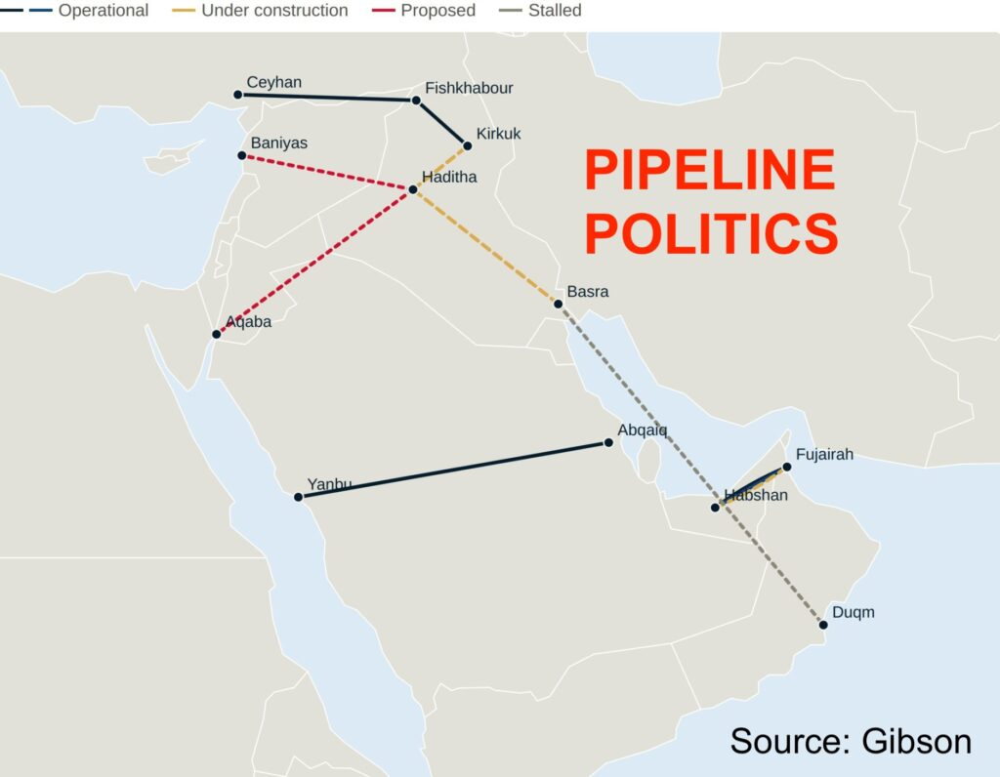 Operational Under construction Proposed Stalled
Ceyhan
Fishkhabour
Kirkuk
Baniyas
Haditha
PIPELINE
POLITICS
Basra
Aqaba
Abqaiq
Fujairah
Yanbu
Habshan
Duqm
Source: Gibson